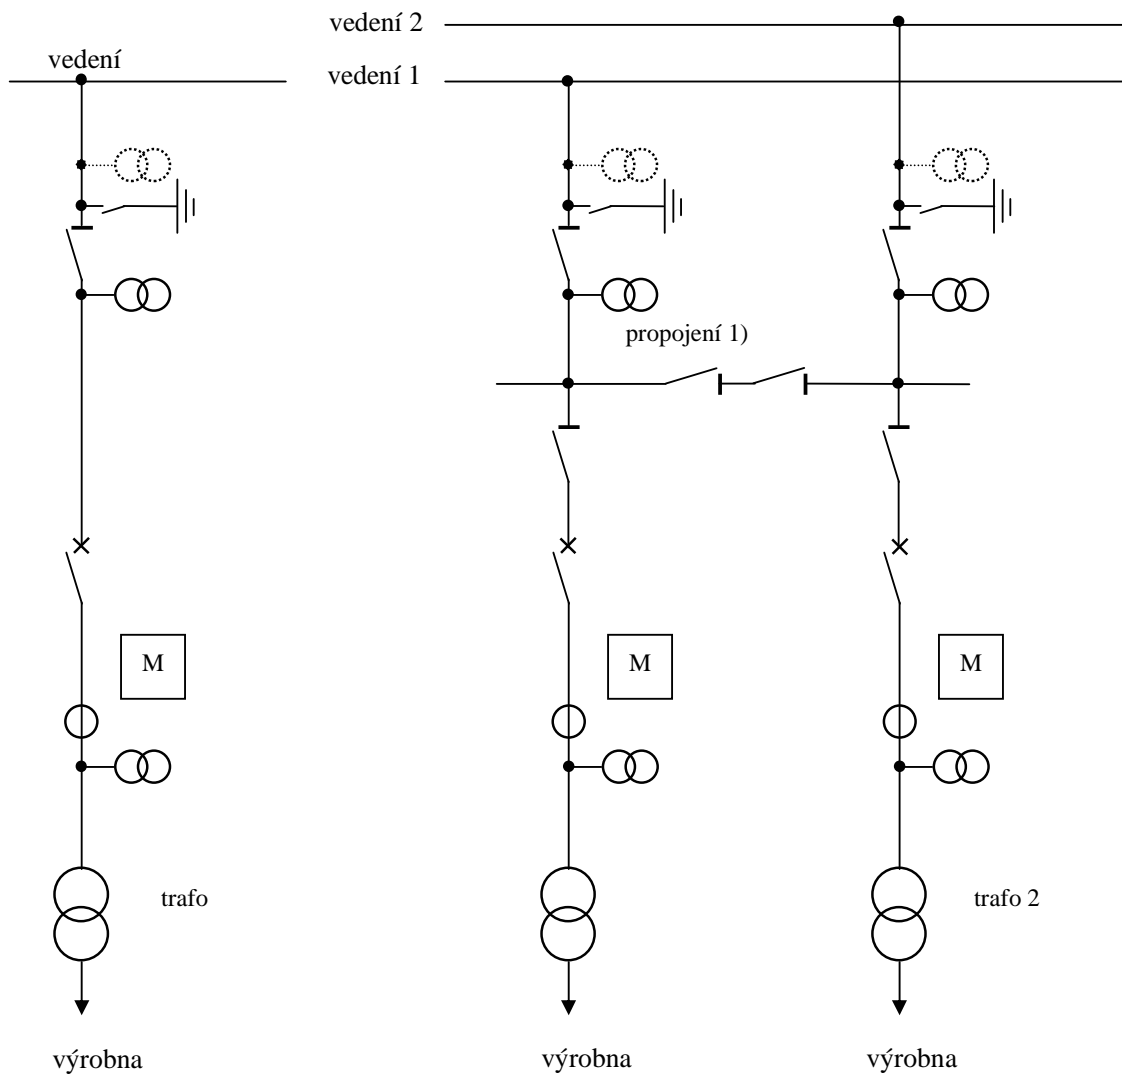 vedení 2
vedení
vedení 1
propojení 1)
M
M
M
trafo
trafo 2
výrobna
výrobna
výrobna